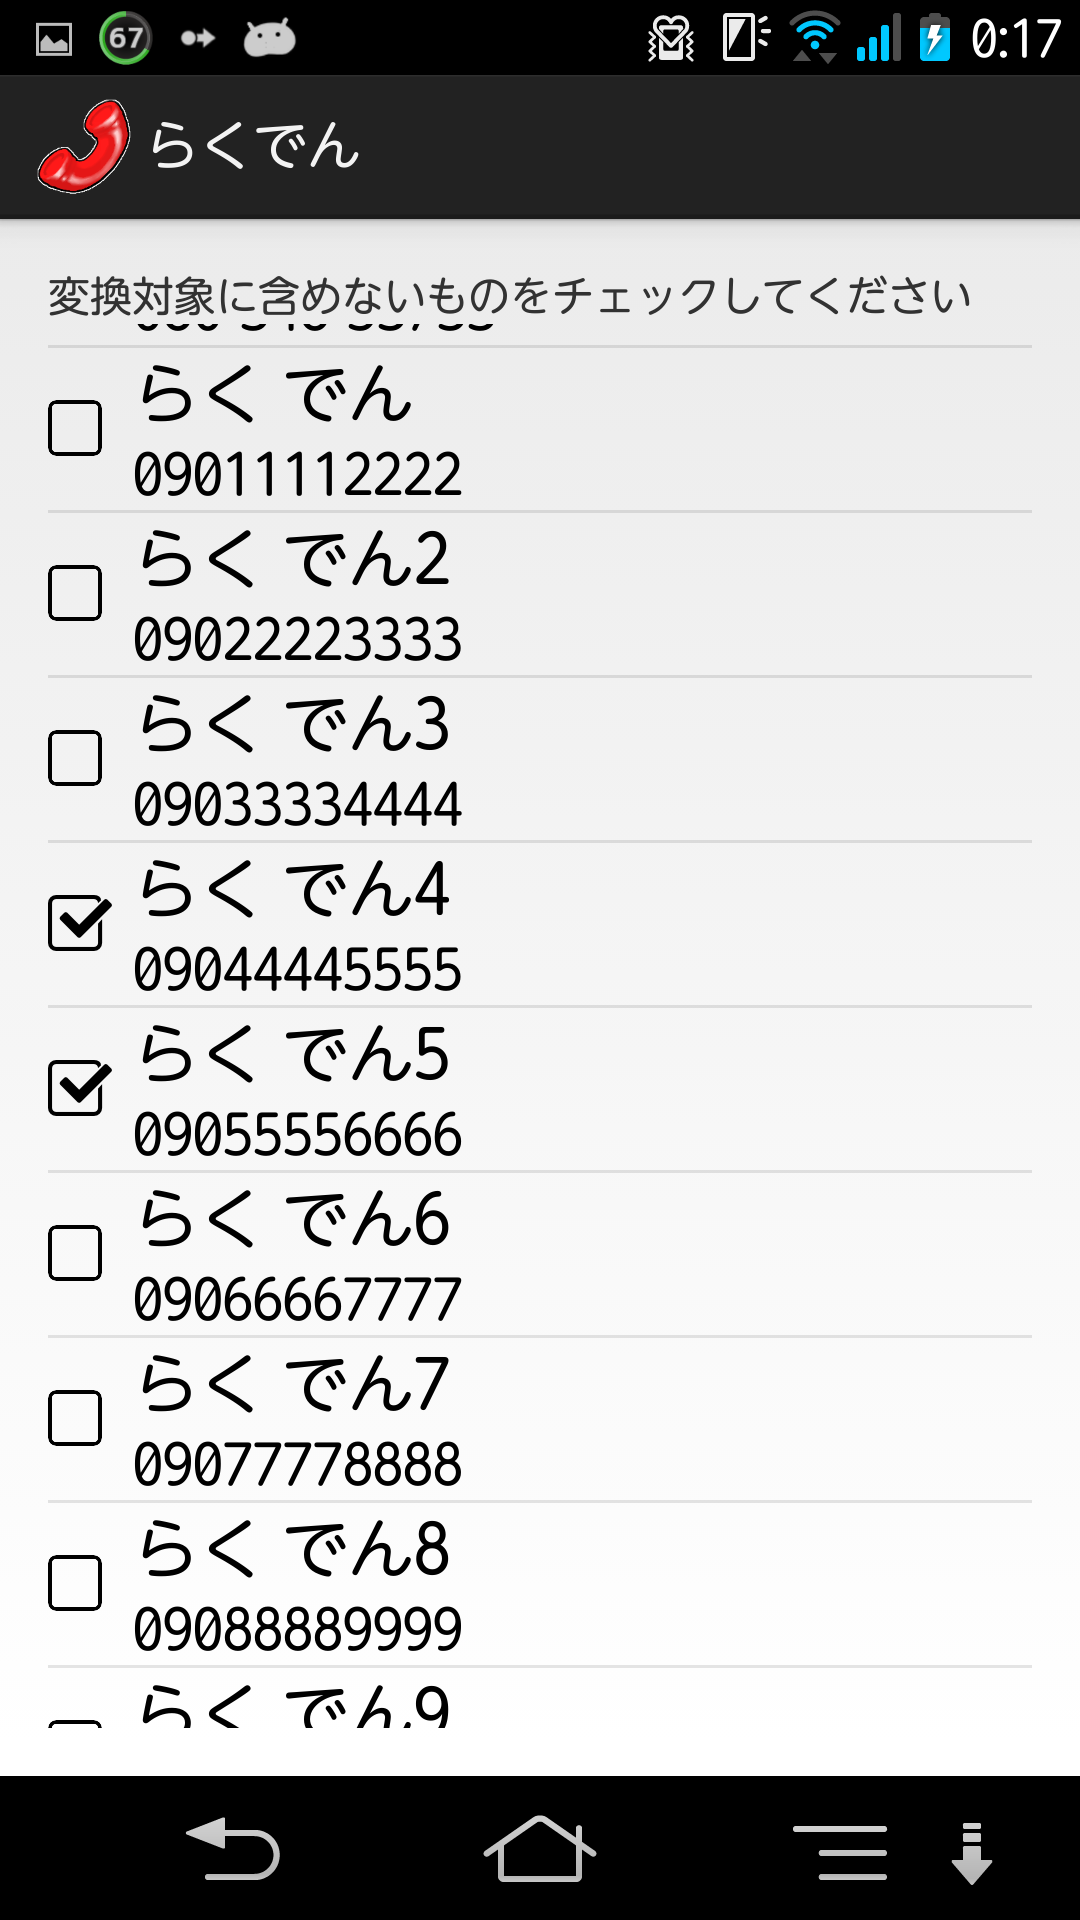 67
0:17
らくでん
変換対象に含めないものをチェックしてください
らく でん
09011112222
らく でん2
09022223333
らく でん3
09033334444
らく でん4
09044445555
らく でん5
09055556666
らく でん6
09066667777
らく でん7
09077778888
らく でん8
09088889999
らく でん9